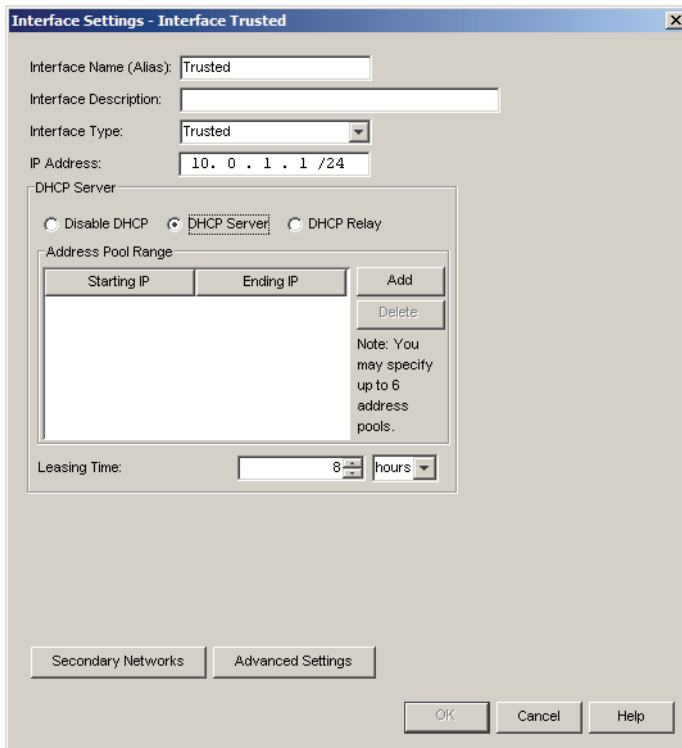 Interface Settings - Interface Trusted
Interface Name (Alias): Trusted
Interface Description:
Interface Type: Trusted
IP Address: 10. 0 . 1 . 1 /24
DHCP Server
Disable DHCP DHCP Server DHCP Relay
Address Pool Range
Starting IP Ending IP Add
Delete
Note: You
may specify
up to 6
address
pools.
Leasing Time: 8 hours
Secondary Networks Advanced Settings
OK Cancel Help